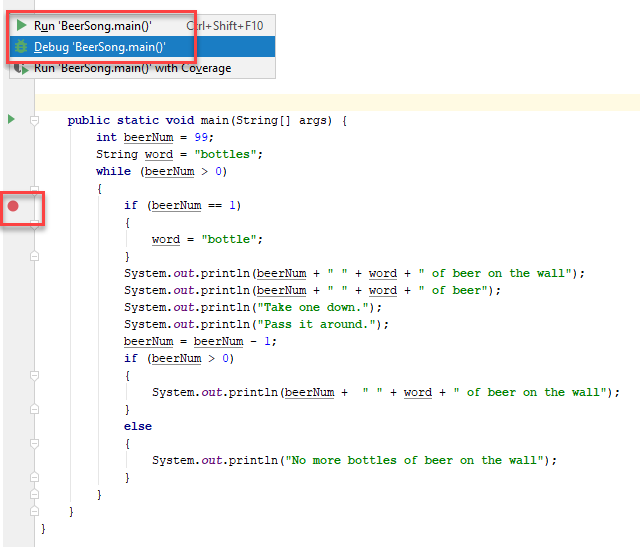 Run 'BeerSong.main()' Ctrl+Shift+F10
Debug 'BeerSong.main()'
Run 'BeerSong.main()' with Coverage
public static void main(String[] args) {
int beerNum = 99;
String word = "bottles";
while (beerNum > 0)
{
if (beerNum == 1)
{
word = "bottle";
}
System.out.println(beerNum + " " + word + " of beer on the wall");
System.out.println(beerNum + " " + word + " of beer");
System.out.println("Take one down.");
System.out.println("Pass it around.");
beerNum = beerNum - 1;
if (beerNum > 0)
{
System.out.println(beerNum +  " " + word + " of beer on the wall");
}
else
{
System.out.println("No more bottles of beer on the wall");
}
}
}
}